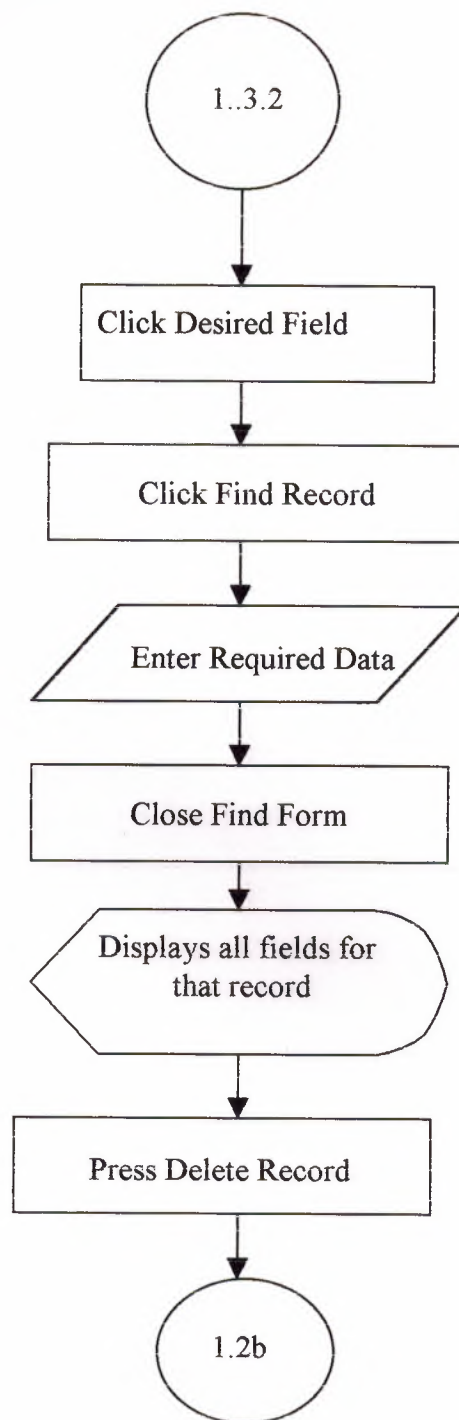 1..3.2
Click Desired Field
Click Find Record
Enter Required Data
Close Find Form
Displays all fields for
that record
Press Delete Record
1.2b